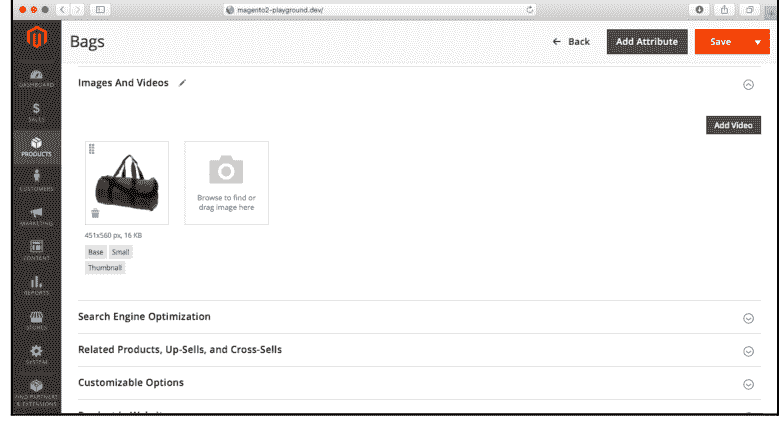 magento2-playground.dev/
Bags
← Back
Add Attribute
Save
DASHBOARD
$
SALES
PRODUCTS
CUSTOMERS
MARKETING
CONTENT
REPORTS
STORES
SYSTEM
FIND PARTNERS
& EXTENSIONS
Images And Videos
Add Video
Browse to find or
drag image here
451x560 px, 16 KB
Base Small
Thumbnail
Search Engine Optimization
Related Products, Up-Sells, and Cross-Sells
Customizable Options